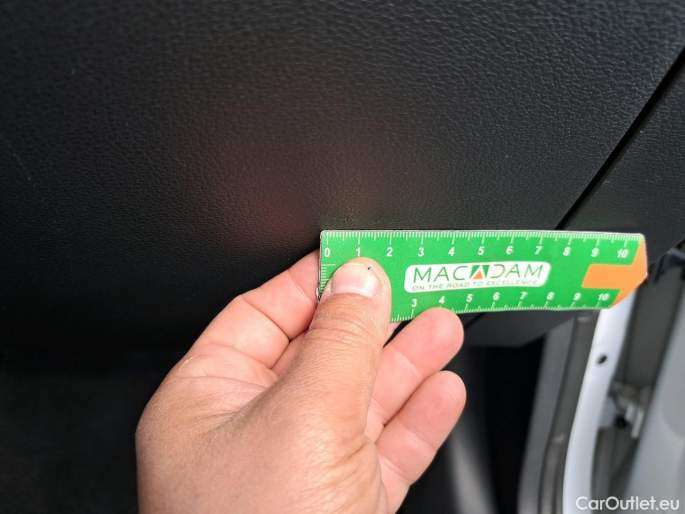 0 1 2 3 4 5 6 7 8 9 10
MACADAM
ON THE ROAD TO EXCELLENCE
3 4 5 6 7 8 9 10
CarOutlet.eu